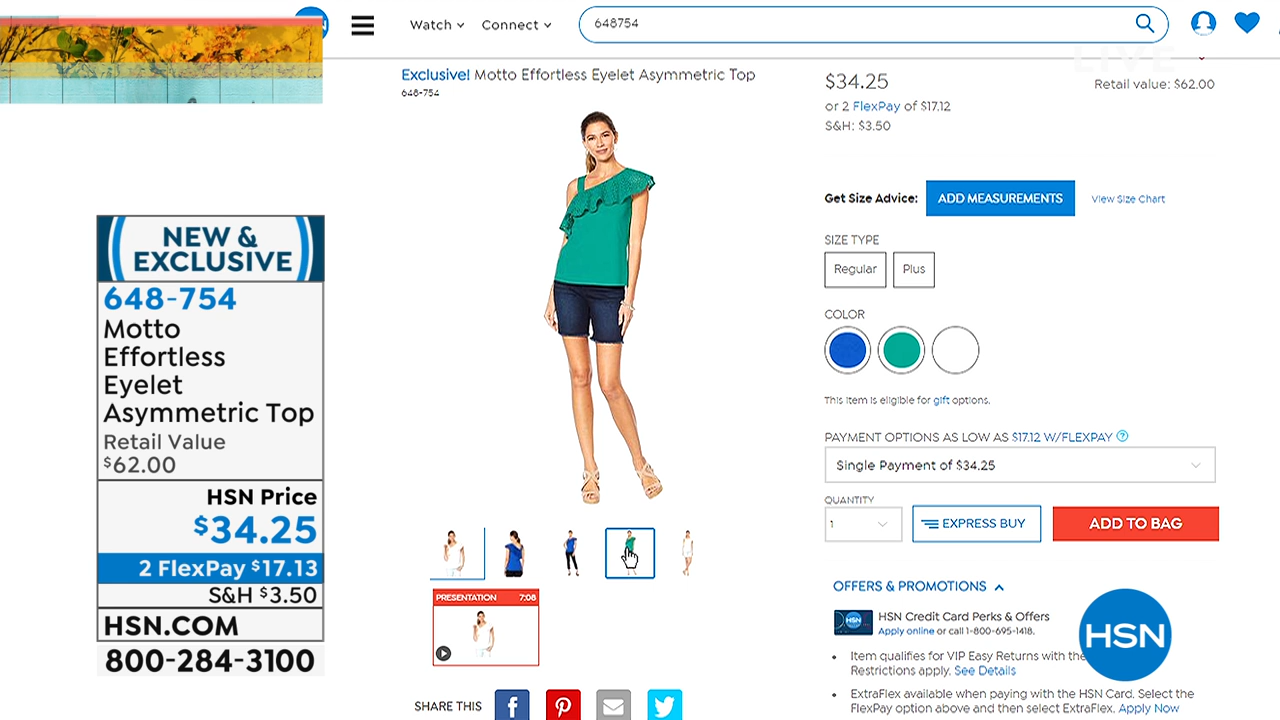 Watch
Connect
648754
LIVE
Exclusive! Motto Effortless Eyelet Asymmetric Top
648-754
$34.25
Retail value: $62.00
or 2 FlexPay of $17.12
S&H: $3.50
Get Size Advice:
ADD MEASUREMENTS
View Size Chart
SIZE TYPE
Regular
Plus
COLOR
This item is eligible for gift options.
PAYMENT OPTIONS AS LOW AS $17.12 W/FLEXPAY ?
Single Payment of $34.25
QUANTITY
1
EXPRESS BUY
ADD TO BAG
OFFERS & PROMOTIONS
HSN
HSN Credit Card Perks & Offers
Apply online or call 1-800-695-1418.
• Item qualifies for VIP Easy Returns with the
Restrictions apply. See Details
• ExtraFlex available when paying with the HSN Card. Select the
FlexPay option above and then select ExtraFlex. Apply Now
HSN
NEW &
EXCLUSIVE
648-754
Motto
Effortless
Eyelet
Asymmetric Top
Retail Value
$62.00
HSN Price
$34.25
2 FlexPay $17.13
S&H $3.50
HSN.COM
800-284-3100
PRESENTATION 7:08
SHARE THIS